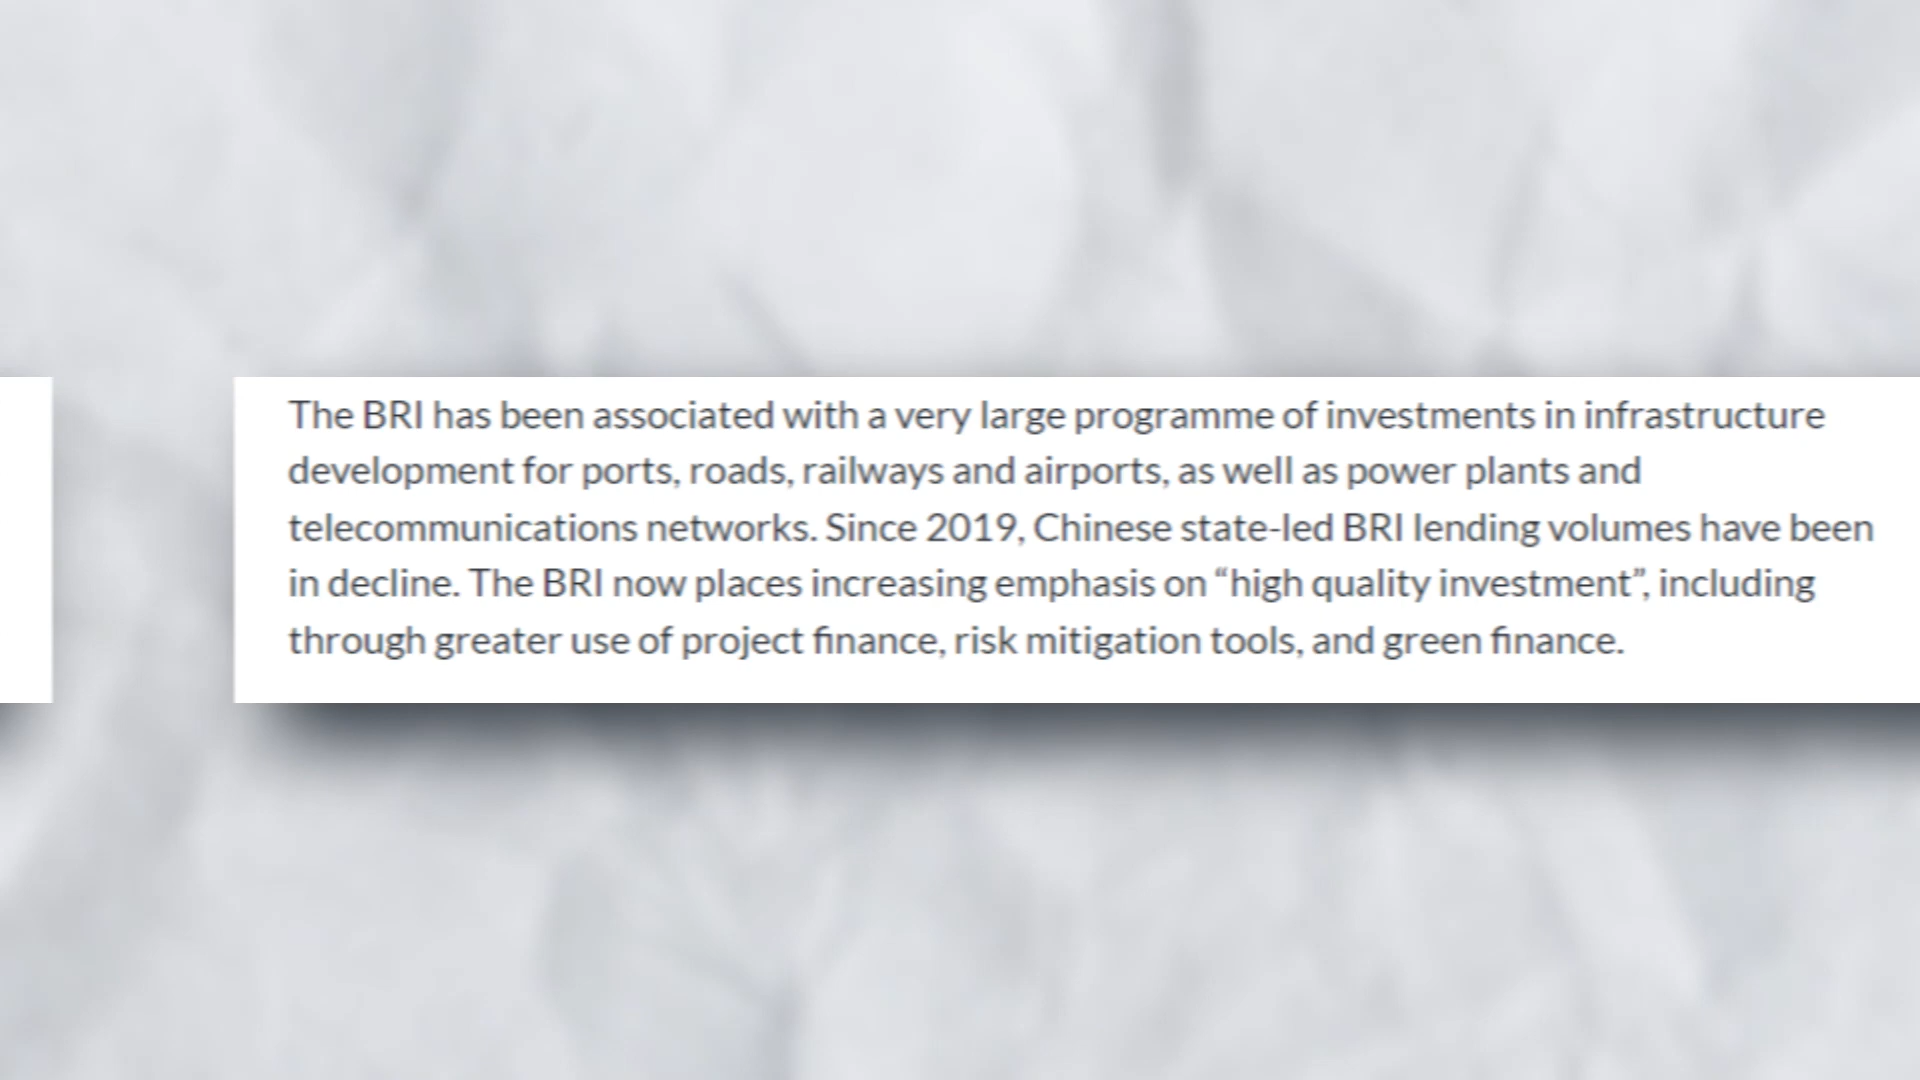 The BRI has been associated with a very large programme of investments in infrastructure
development for ports, roads, railways and airports, as well as power plants and
telecommunications networks. Since 2019, Chinese state-led BRI lending volumes have been
in decline. The BRI now places increasing emphasis on “high quality investment”, including
through greater use of project finance, risk mitigation tools, and green finance.